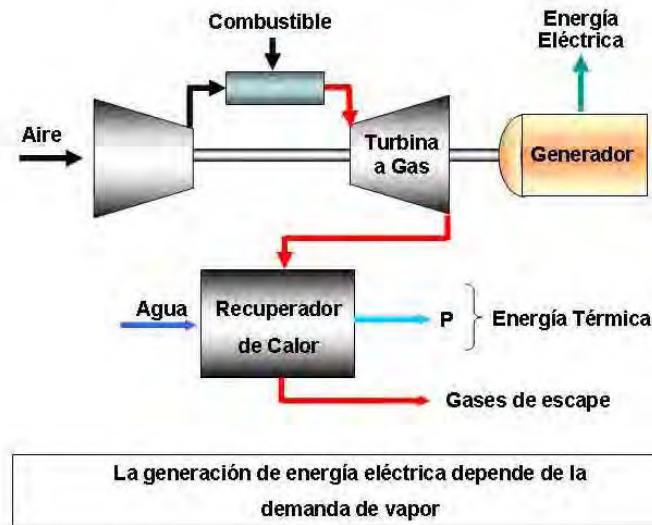 Combustible
Energía
Eléctrica
Aire
Turbina
a Gas
Generador
Agua
Recuperador
de Calor
P
Energía Térmica
Gases de escape
La generación de energía eléctrica depende de la
demanda de vapor